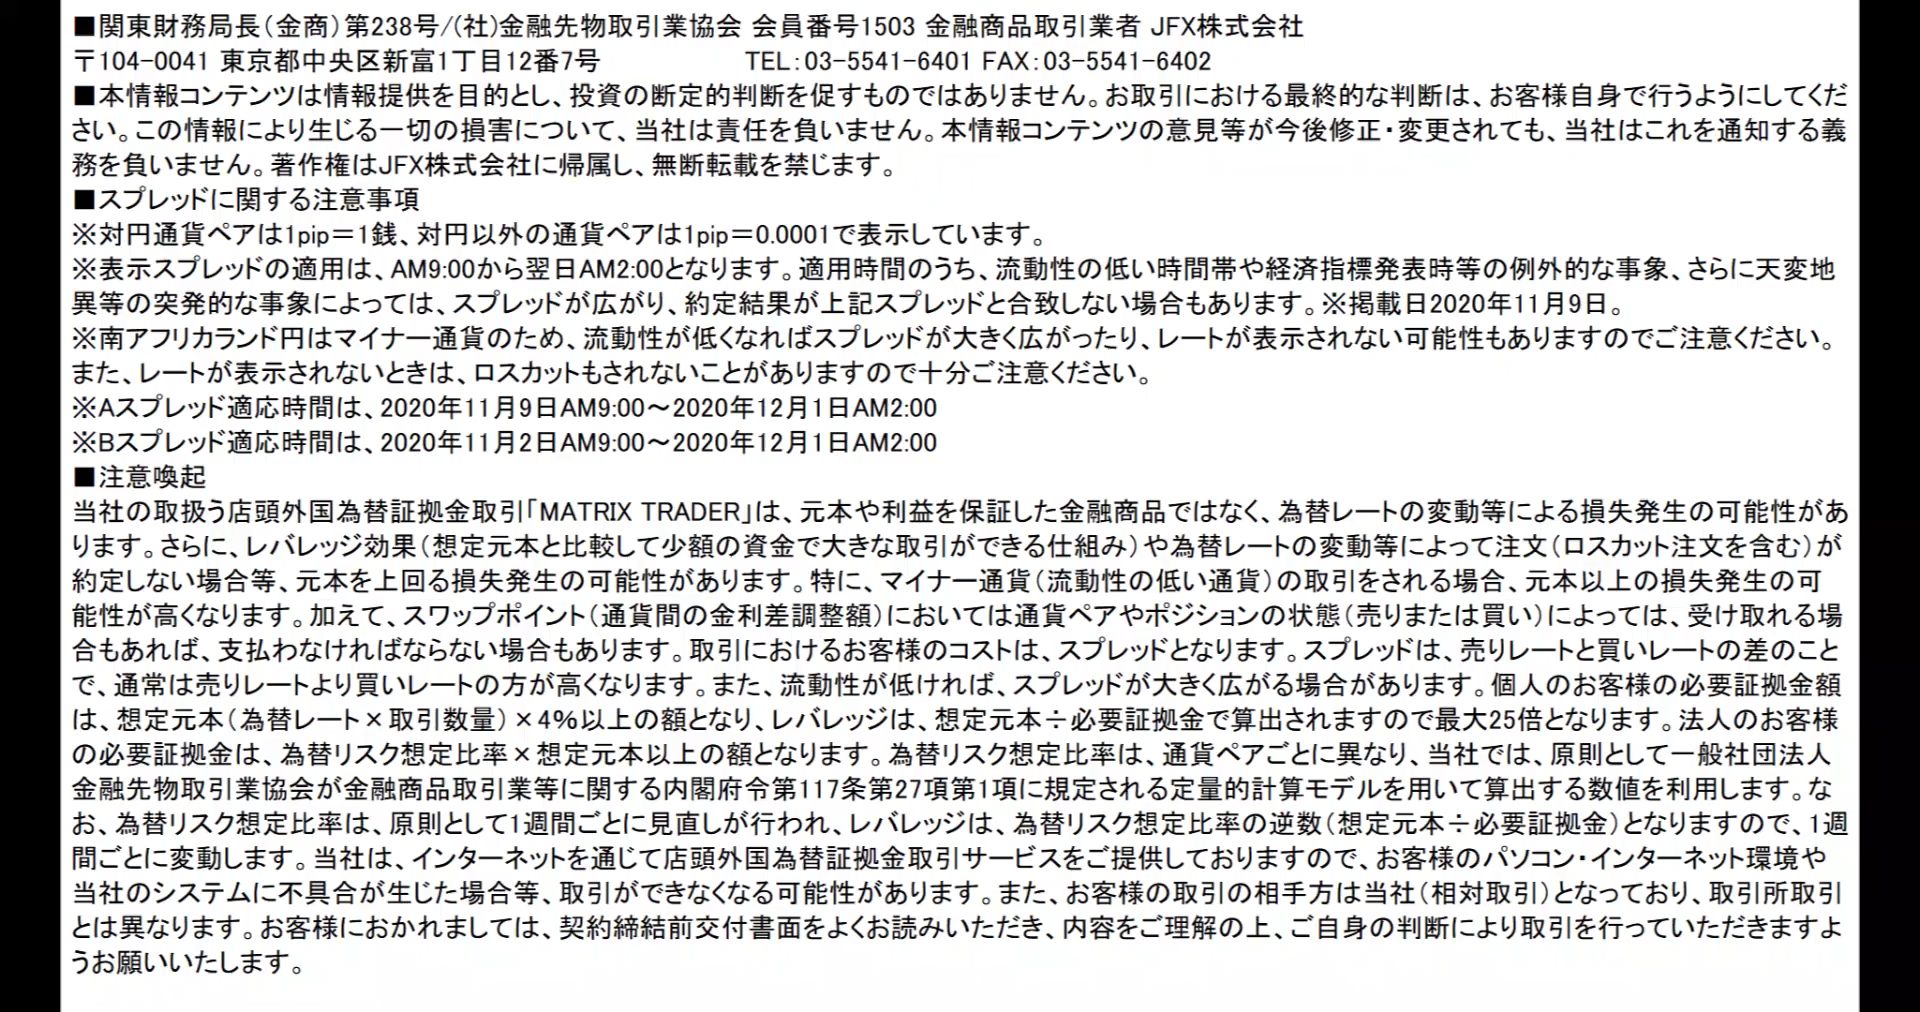 ■関東財務局長(金商)第238号/(社)金融先物取引業協会 会員番号1503 金融商品取引業者 JFX株式会社
〒104-0041 東京都中央区新富1丁目12番7号 TEL:03-5541-6401 FAX:03-5541-6402
■本情報コンテンツは情報提供を目的とし、投資の断定的判断を促すものではありません。お取引における最終的な判断は、お客様自身で行うようにしてくだ
さい。この情報により生じる一切の損害について、当社は責任を負いません。本情報コンテンツの意見等が今後修正・変更されても、当社はこれを通知する義
務を負いません。著作権はJFX株式会社に帰属し、無断転載を禁じます。
■スプレッドに関する注意事項
※対円通貨ペアは1pip=1銭、対円以外の通貨ペアは1pip=0.0001で表示しています。
※表示スプレッドの適用は、AM9:00から翌日AM2:00となります。適用時間のうち、流動性の低い時間帯や経済指標発表時等の例外的な事象、さらに天変地
異等の突発的な事象によっては、スプレッドが広がり、約定結果が上記スプレッドと合致しない場合もあります。※掲載日2020年11月9日。
※南アフリカランド円はマイナー通貨のため、流動性が低くなればスプレッドが大きく広がったり、レートが表示されない可能性もありますのでご注意ください。
また、レートが表示されないときは、ロスカットもされないことがありますので十分ご注意ください。
※Aスプレッド適応時間は、2020年11月9日AM9:00～2020年12月1日AM2:00
※Bスプレッド適応時間は、2020年11月2日AM9:00～2020年12月1日AM2:00
■注意喚起
当社の取扱う店頭外国為替証拠金取引「MATRIX TRADER」は、元本や利益を保証した金融商品ではなく、為替レートの変動等による損失発生の可能性があ
ります。さらに、レバレッジ効果(想定元本と比較して少額の資金で大きな取引ができる仕組み)や為替レートの変動等によって注文(ロスカット注文を含む)が
約定しない場合等、元本を上回る損失発生の可能性があります。特に、マイナー通貨(流動性の低い通貨)の取引をされる場合、元本以上の損失発生の可
能性が高くなります。加えて、スワップポイント(通貨間の金利差調整額)においては通貨ペアやポジションの状態(売りまたは買い)によっては、受け取れる場
合もあれば、支払わなければならない場合もあります。取引におけるお客様のコストは、スプレッドとなります。スプレッドは、売りレートと買いレートの差のこと
で、通常は売りレートより買いレートの方が高くなります。また、流動性が低ければ、スプレッドが大きく広がる場合があります。個人のお客様の必要証拠金額
は、想定元本(為替レート×取引数量)×4%以上の額となり、レバレッジは、想定元本÷必要証拠金で算出されますので最大25倍となります。法人のお客様
の必要証拠金は、為替リスク想定比率×想定元本以上の額となります。為替リスク想定比率は、通貨ペアごとに異なり、当社では、原則として一般社団法人
金融先物取引業協会が金融商品取引業等に関する内閣府令第117条第27項第1項に規定される定量的計算モデルを用いて算出する数値を利用します。な
お、為替リスク想定比率は、原則として1週間ごとに見直しが行われ、レバレッジは、為替リスク想定比率の逆数(想定元本÷必要証拠金)となりますので、1週
間ごとに変動します。当社は、インターネットを通じて店頭外国為替証拠金取引サービスをご提供しておりますので、お客様のパソコン・インターネット環境や
当社のシステムに不具合が生じた場合等、取引ができなくなる可能性があります。また、お客様の取引の相手方は当社(相対取引)となっており、取引所取引
とは異なります。お客様におかれましては、契約締結前交付書面をよくお読みいただき、内容をご理解の上、ご自身の判断により取引を行っていただきますよ
うお願いいたします。